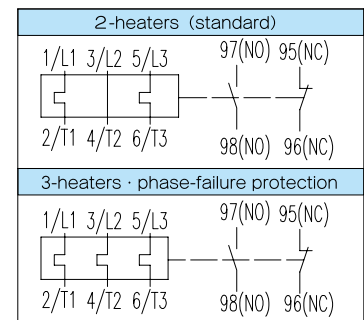 2-heaters (standard)
1/L1 3/L2 5/L3 97(NO) 95(NC)
2/T1 4/T2 6/T3 98(NO) 96(NC)
3-heaters · phase-failure protection
1/L1 3/L2 5/L3 97(NO) 95(NC)
2/T1 4/T2 6/T3 98(NO) 96(NC)